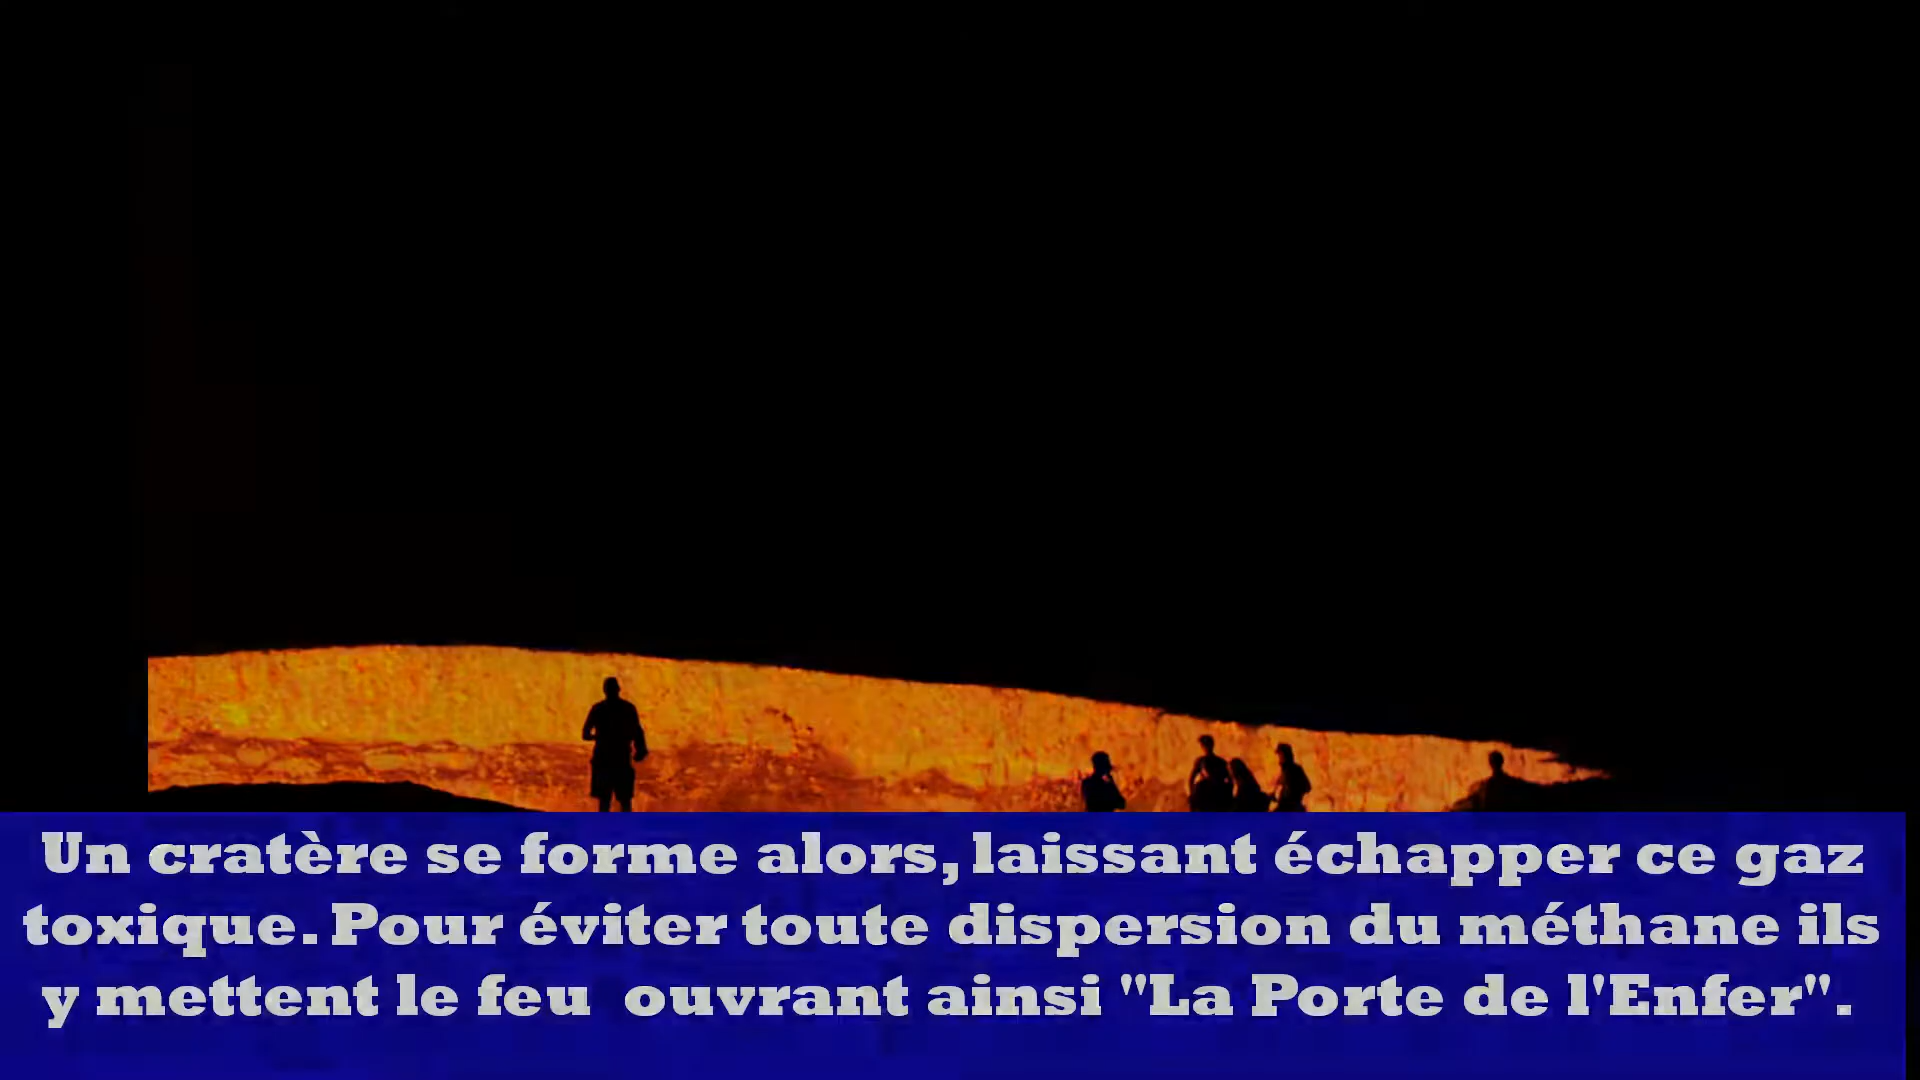 Un cratère se forme alors, laissant échapper ce gaz
toxique. Pour éviter toute dispersion du méthane ils
y mettent le feu  ouvrant ainsi "La Porte de l'Enfer".